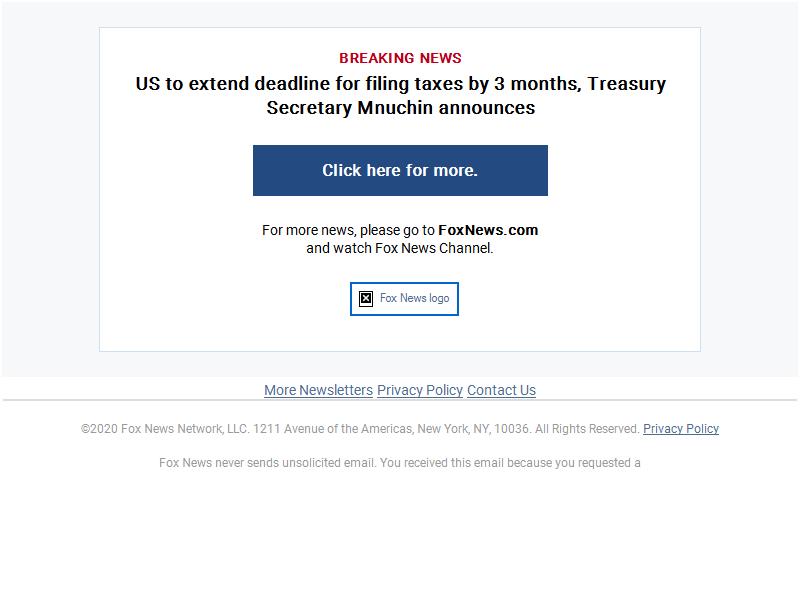 BREAKING NEWS
US to extend deadline for filing taxes by 3 months, Treasury
Secretary Mnuchin announces
Click here for more.
For more news, please go to FoxNews.com
and watch Fox News Channel.
Fox News logo
More Newsletters Privacy Policy Contact Us
©2020 Fox News Network, LLC. 1211 Avenue of the Americas, New York, NY, 10036. All Rights Reserved. Privacy Policy
Fox News never sends unsolicited email. You received this email because you requested a